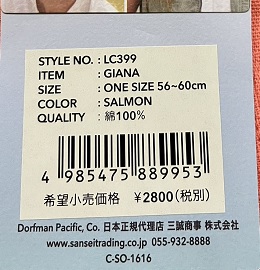 STYLE NO. : LC399
ITEM : GIANA
SIZE : ONE SIZE 56~60cm
COLOR : SALMON
QUALITY : 綿100%
4 985475 889953
希望小売価格 ¥2800(税別)
Dorfman Pacific, Co. 日本正規代理店 三誠商事 株式会社
www.sanseitrading.co.jp 055-932-8888
C-SO-1616